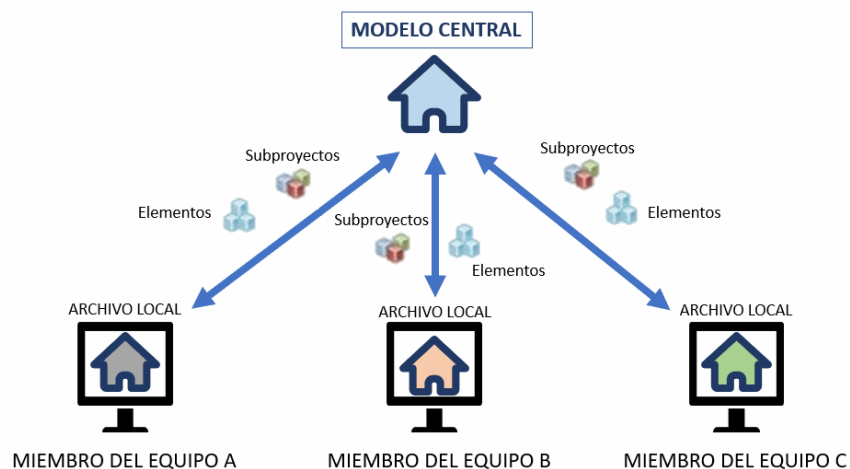 MODELO CENTRAL
Subproyectos
Subproyectos
Elementos
Elementos
Subproyectos
Elementos
ARCHIVO LOCAL
ARCHIVO LOCAL
ARCHIVO LOCAL
MIEMBRO DEL EQUIPO A
MIEMBRO DEL EQUIPO B
MIEMBRO DEL EQUIPO C